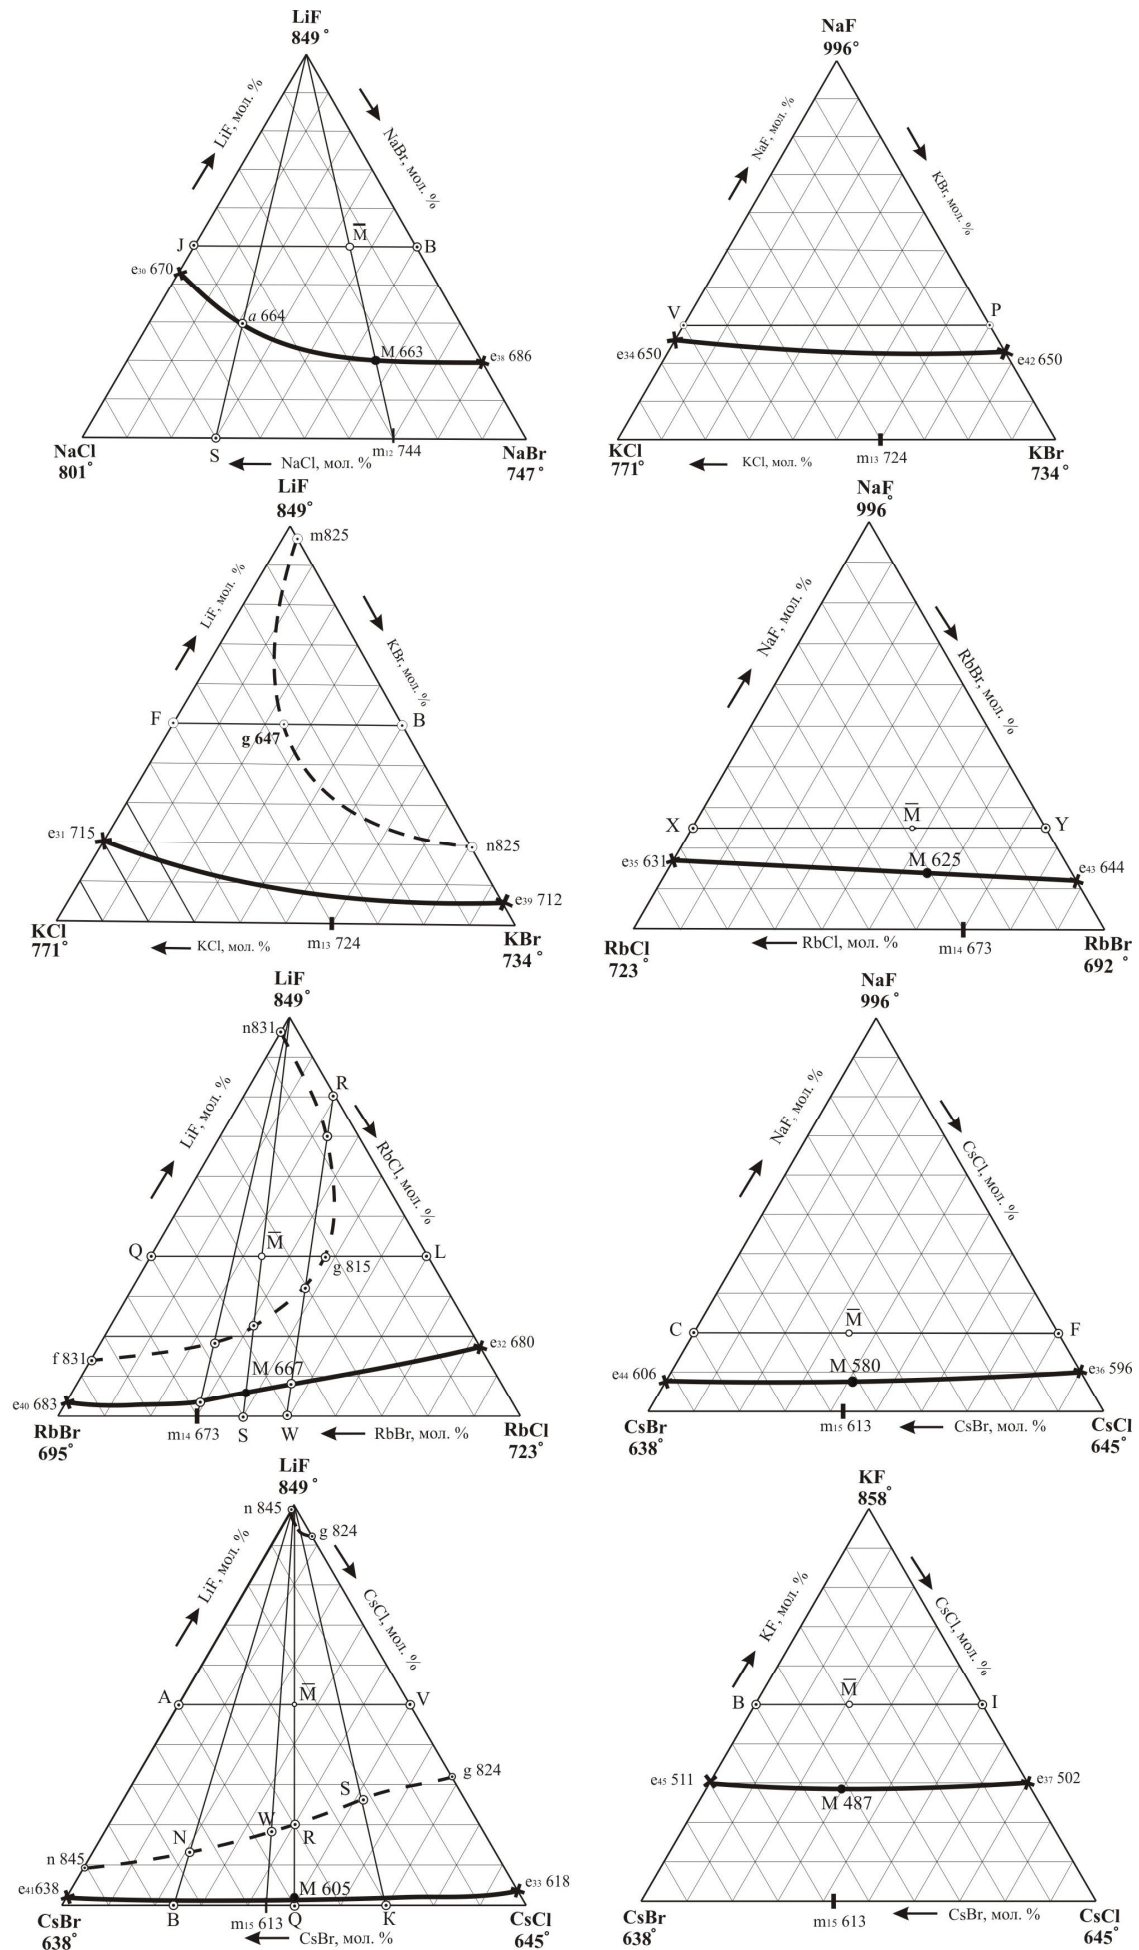 LiF
849°
LiF, мол. %
NaBr, мол. %
J
M̅
B
e₃₀ 670
a 664
M 663
e₃₈ 686
NaCl
801°
S
NaCl, мол. %
m₁₂ 744
NaBr
747°
NaF
996°
NaF, мол. %
KBr, мол. %
V
P
e₃₄ 650
e₄₂ 650
KCl
771°
KCl, мол. %
m₁₃ 724
KBr
734°
LiF
849°
m825
LiF, мол. %
KBr, мол. %
F
B
g 647
e₃₁ 715
n825
e₃₉ 712
KCl
771°
KCl, мол. %
m₁₃ 724
KBr
734°
NaF
996°
NaF, мол. %
RbBr, мол. %
X
M̅
Y
e₃₅ 631
M 625
e₄₃ 644
RbCl
723°
RbCl, мол. %
m₁₄ 673
RbBr
692°
LiF
849°
n831
R
LiF, мол. %
RbCl, мол. %
Q
M̅
L
g 815
f 831
M 667
e₃₂ 680
e₄₀ 683
RbBr
695°
m₁₄ 673
S
W
RbBr, мол. %
RbCl
723°
NaF
996°
NaF, мол. %
CsCl, мол. %
C
M̅
F
e₄₄ 606
M 580
e₃₆ 596
CsBr
638°
m₁₅ 613
CsBr, мол. %
CsCl
645°
LiF
849°
n 845
g 824
LiF, мол. %
CsCl, мол. %
A
M̅
V
g 824
S
N
W
R
n 845
e₄₁638
M 605
e₃₃ 618
CsBr
638°
B
m₁₅ 613
Q
K
CsBr, мол. %
CsCl
645°
KF
858°
KF, мол. %
CsCl, мол. %
B
M̅
I
e₄₅ 511
M 487
e₃₇ 502
CsBr
638°
m₁₅ 613
CsBr, мол. %
CsCl
645°